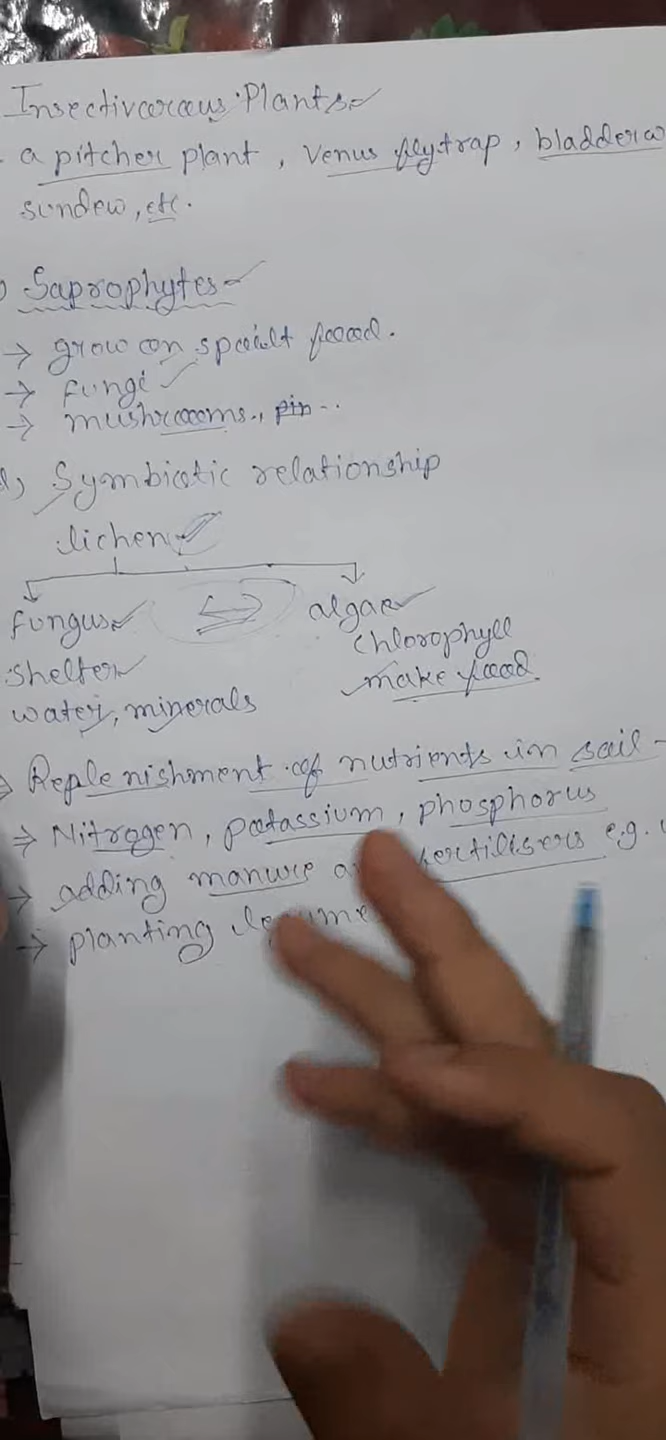 Insectivorous Plants
- a pitcher plant, Venus flytrap, bladderw
sundew, etc.
Saprophytes
→ grow on spoilt food.
→ fungi
→ mushrooms.,
Symbiotic relationship
lichen
fungus ⇌ algae
chlorophyll
shelter make food.
water, minerals
Replenishment of nutrients in soil -
→ Nitrogen, potassium, phosphorus
→ adding manure fertilisers e.g.
→ planting